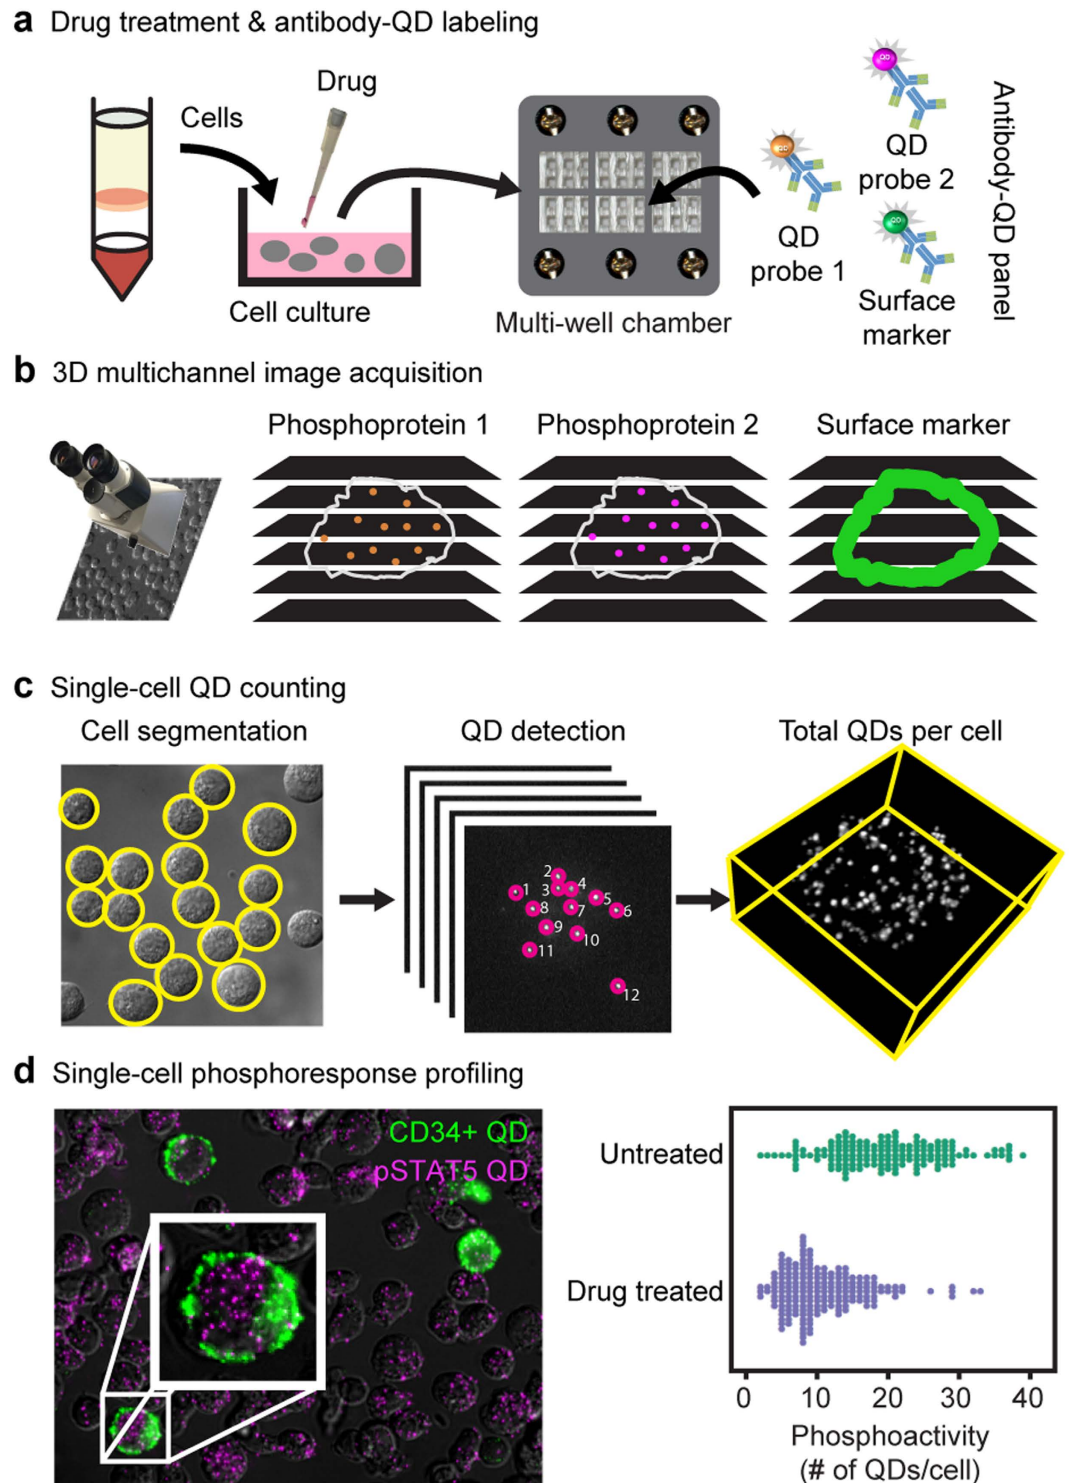 a Drug treatment & antibody-QD labeling
Drug
Cells
Cell culture
Multi-well chamber
QD
QD
probe 2
QD
QD
probe 1
QD
Surface
marker
Antibody-QD panel
b 3D multichannel image acquisition
Phosphoprotein 1
Phosphoprotein 2
Surface marker
c Single-cell QD counting
Cell segmentation
QD detection
Total QDs per cell
2
1 3 4
5
8 7 6
9
10
11
12
d Single-cell phosphoresponse profiling
CD34+ QD
pSTAT5 QD
Untreated
Drug treated
0 10 20 30 40
Phosphoactivity
(# of QDs/cell)